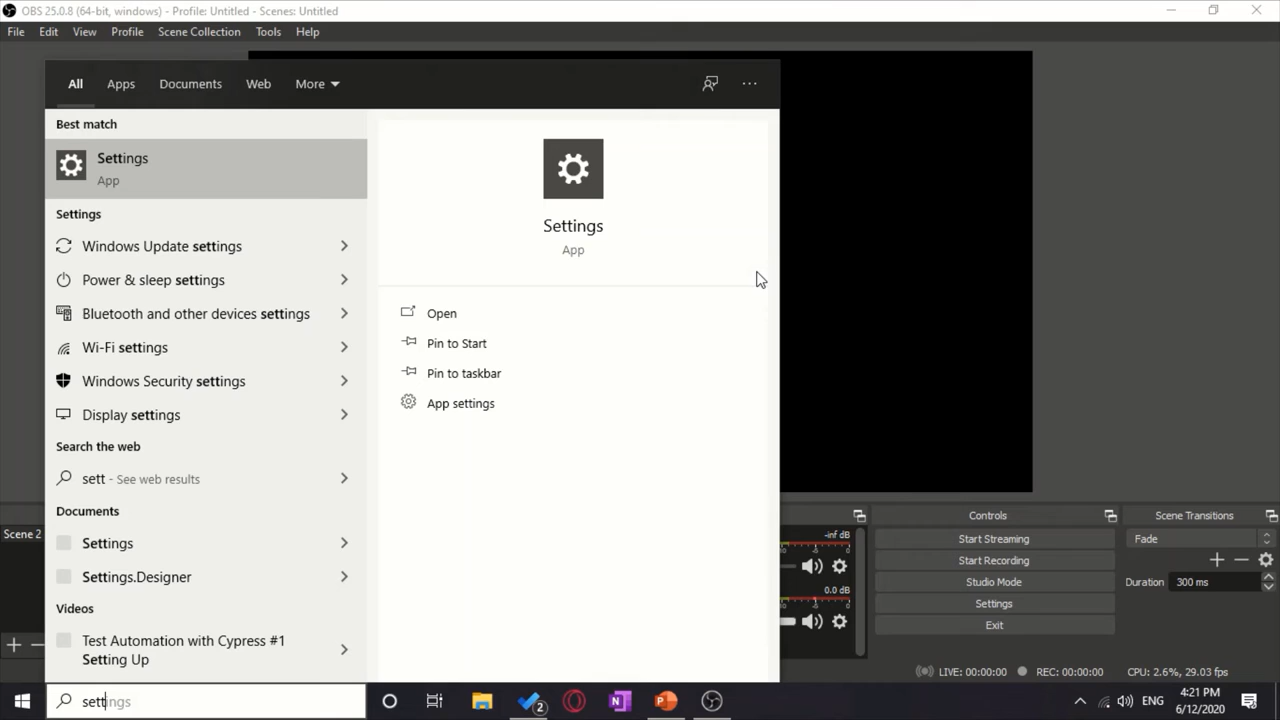 OBS 25.0.8 (64-bit, windows) - Profile: Untitled - Scenes: Untitled
File Edit View Profile Scene Collection Tools Help
All Apps Documents Web More
Best match
Settings
App
Settings
Windows Update settings
Power & sleep settings
Bluetooth and other devices settings
Wi-Fi settings
Windows Security settings
Display settings
Search the web
sett - See web results
Documents
Settings
Settings.Designer
Videos
Test Automation with Cypress #1
Setting Up
settings
Settings
App
Open
Pin to Start
Pin to taskbar
App settings
Scene 2
-inf dB
0.0 dB
Controls
Start Streaming
Start Recording
Studio Mode
Settings
Exit
Scene Transitions
Fade
Duration 300 ms
LIVE: 00:00:00 REC: 00:00:00 CPU: 2.6%, 29.03 fps
2
ENG
4:21 PM
6/12/2020